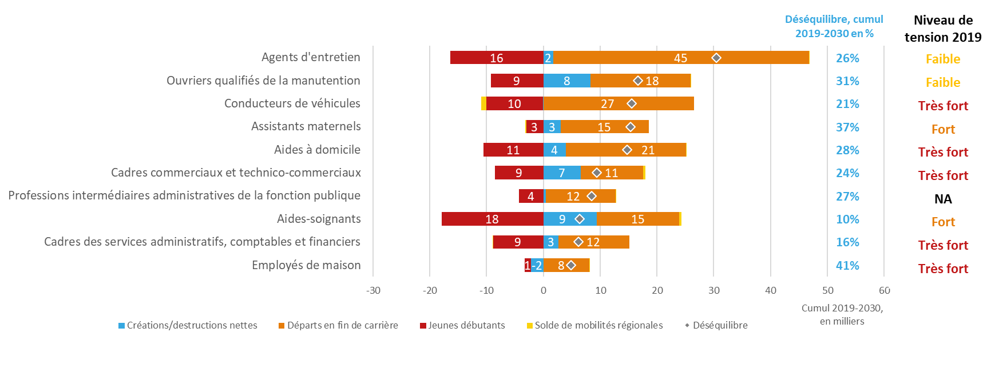 Déséquilibre, cumul
2019-2030 en %
Niveau de
tension 2019
Agents d'entretien 16 2 45 26% Faible
Ouvriers qualifiés de la manutention 9 8 18 31% Faible
Conducteurs de véhicules 10 27 21% Très fort
Assistants maternels 3 3 15 37% Fort
Aides à domicile 11 4 21 28% Très fort
Cadres commerciaux et technico-commerciaux 9 7 11 24% Très fort
Professions intermédiaires administratives de la fonction publique 4 12 27% NA
Aides-soignants 18 9 15 10% Fort
Cadres des services administratifs, comptables et financiers 9 3 12 16% Très fort
Employés de maison 1 -2 8 41% Très fort
-30 -20 -10 0 10 20 30 40 50 60
Cumul 2019-2030,
en milliers
Créations/destructions nettes Départs en fin de carrière Jeunes débutants Solde de mobilités régionales Déséquilibre